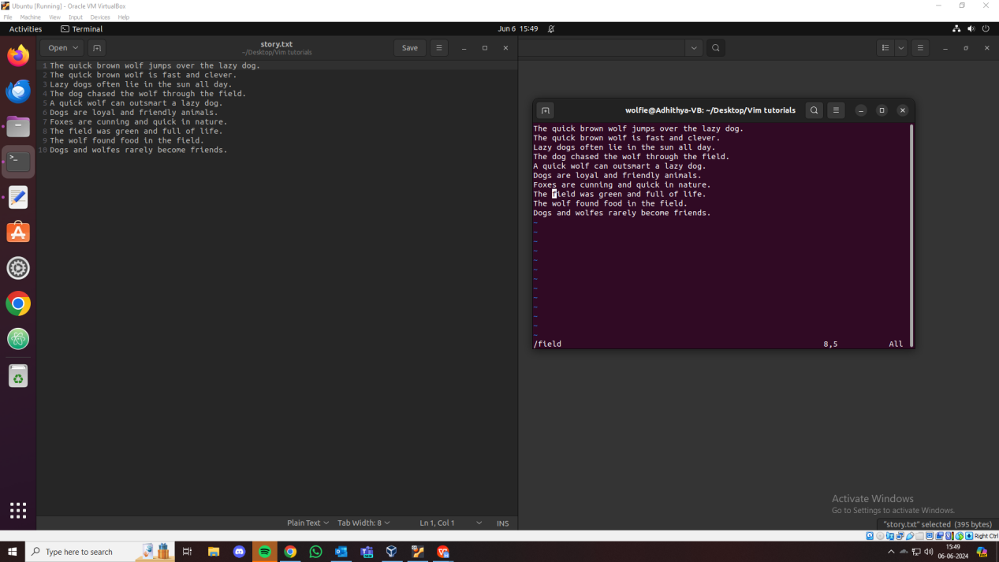 Ubuntu [Running] - Oracle VM VirtualBox
File Machine View Input Devices Help
Activities Terminal Jun 6 15:49
Open story.txt Save
~/Desktop/Vim tutorials
1 The quick brown wolf jumps over the lazy dog.
2 The quick brown wolf is fast and clever.
3 Lazy dogs often lie in the sun all day.
4 The dog chased the wolf through the field.
5 A quick wolf can outsmart a lazy dog.
6 Dogs are loyal and friendly animals.
7 Foxes are cunning and quick in nature.
8 The field was green and full of life.
9 The wolf found food in the field.
10 Dogs and wolfes rarely become friends.
Plain Text Tab Width: 8 Ln 1, Col 1 INS
wolfie@Adhithya-VB: ~/Desktop/Vim tutorials
The quick brown wolf jumps over the lazy dog.
The quick brown wolf is fast and clever.
Lazy dogs often lie in the sun all day.
The dog chased the wolf through the field.
A quick wolf can outsmart a lazy dog.
Dogs are loyal and friendly animals.
Foxes are cunning and quick in nature.
The field was green and full of life.
The wolf found food in the field.
Dogs and wolfes rarely become friends.
~
~
~
~
~
~
~
~
~
~
~
~
~
/field 8,5 All
Activate Windows
Go to Settings to activate Windows.
"story.txt" selected (395 bytes)
Right Ctrl
Type here to search
15:49
06-06-2024